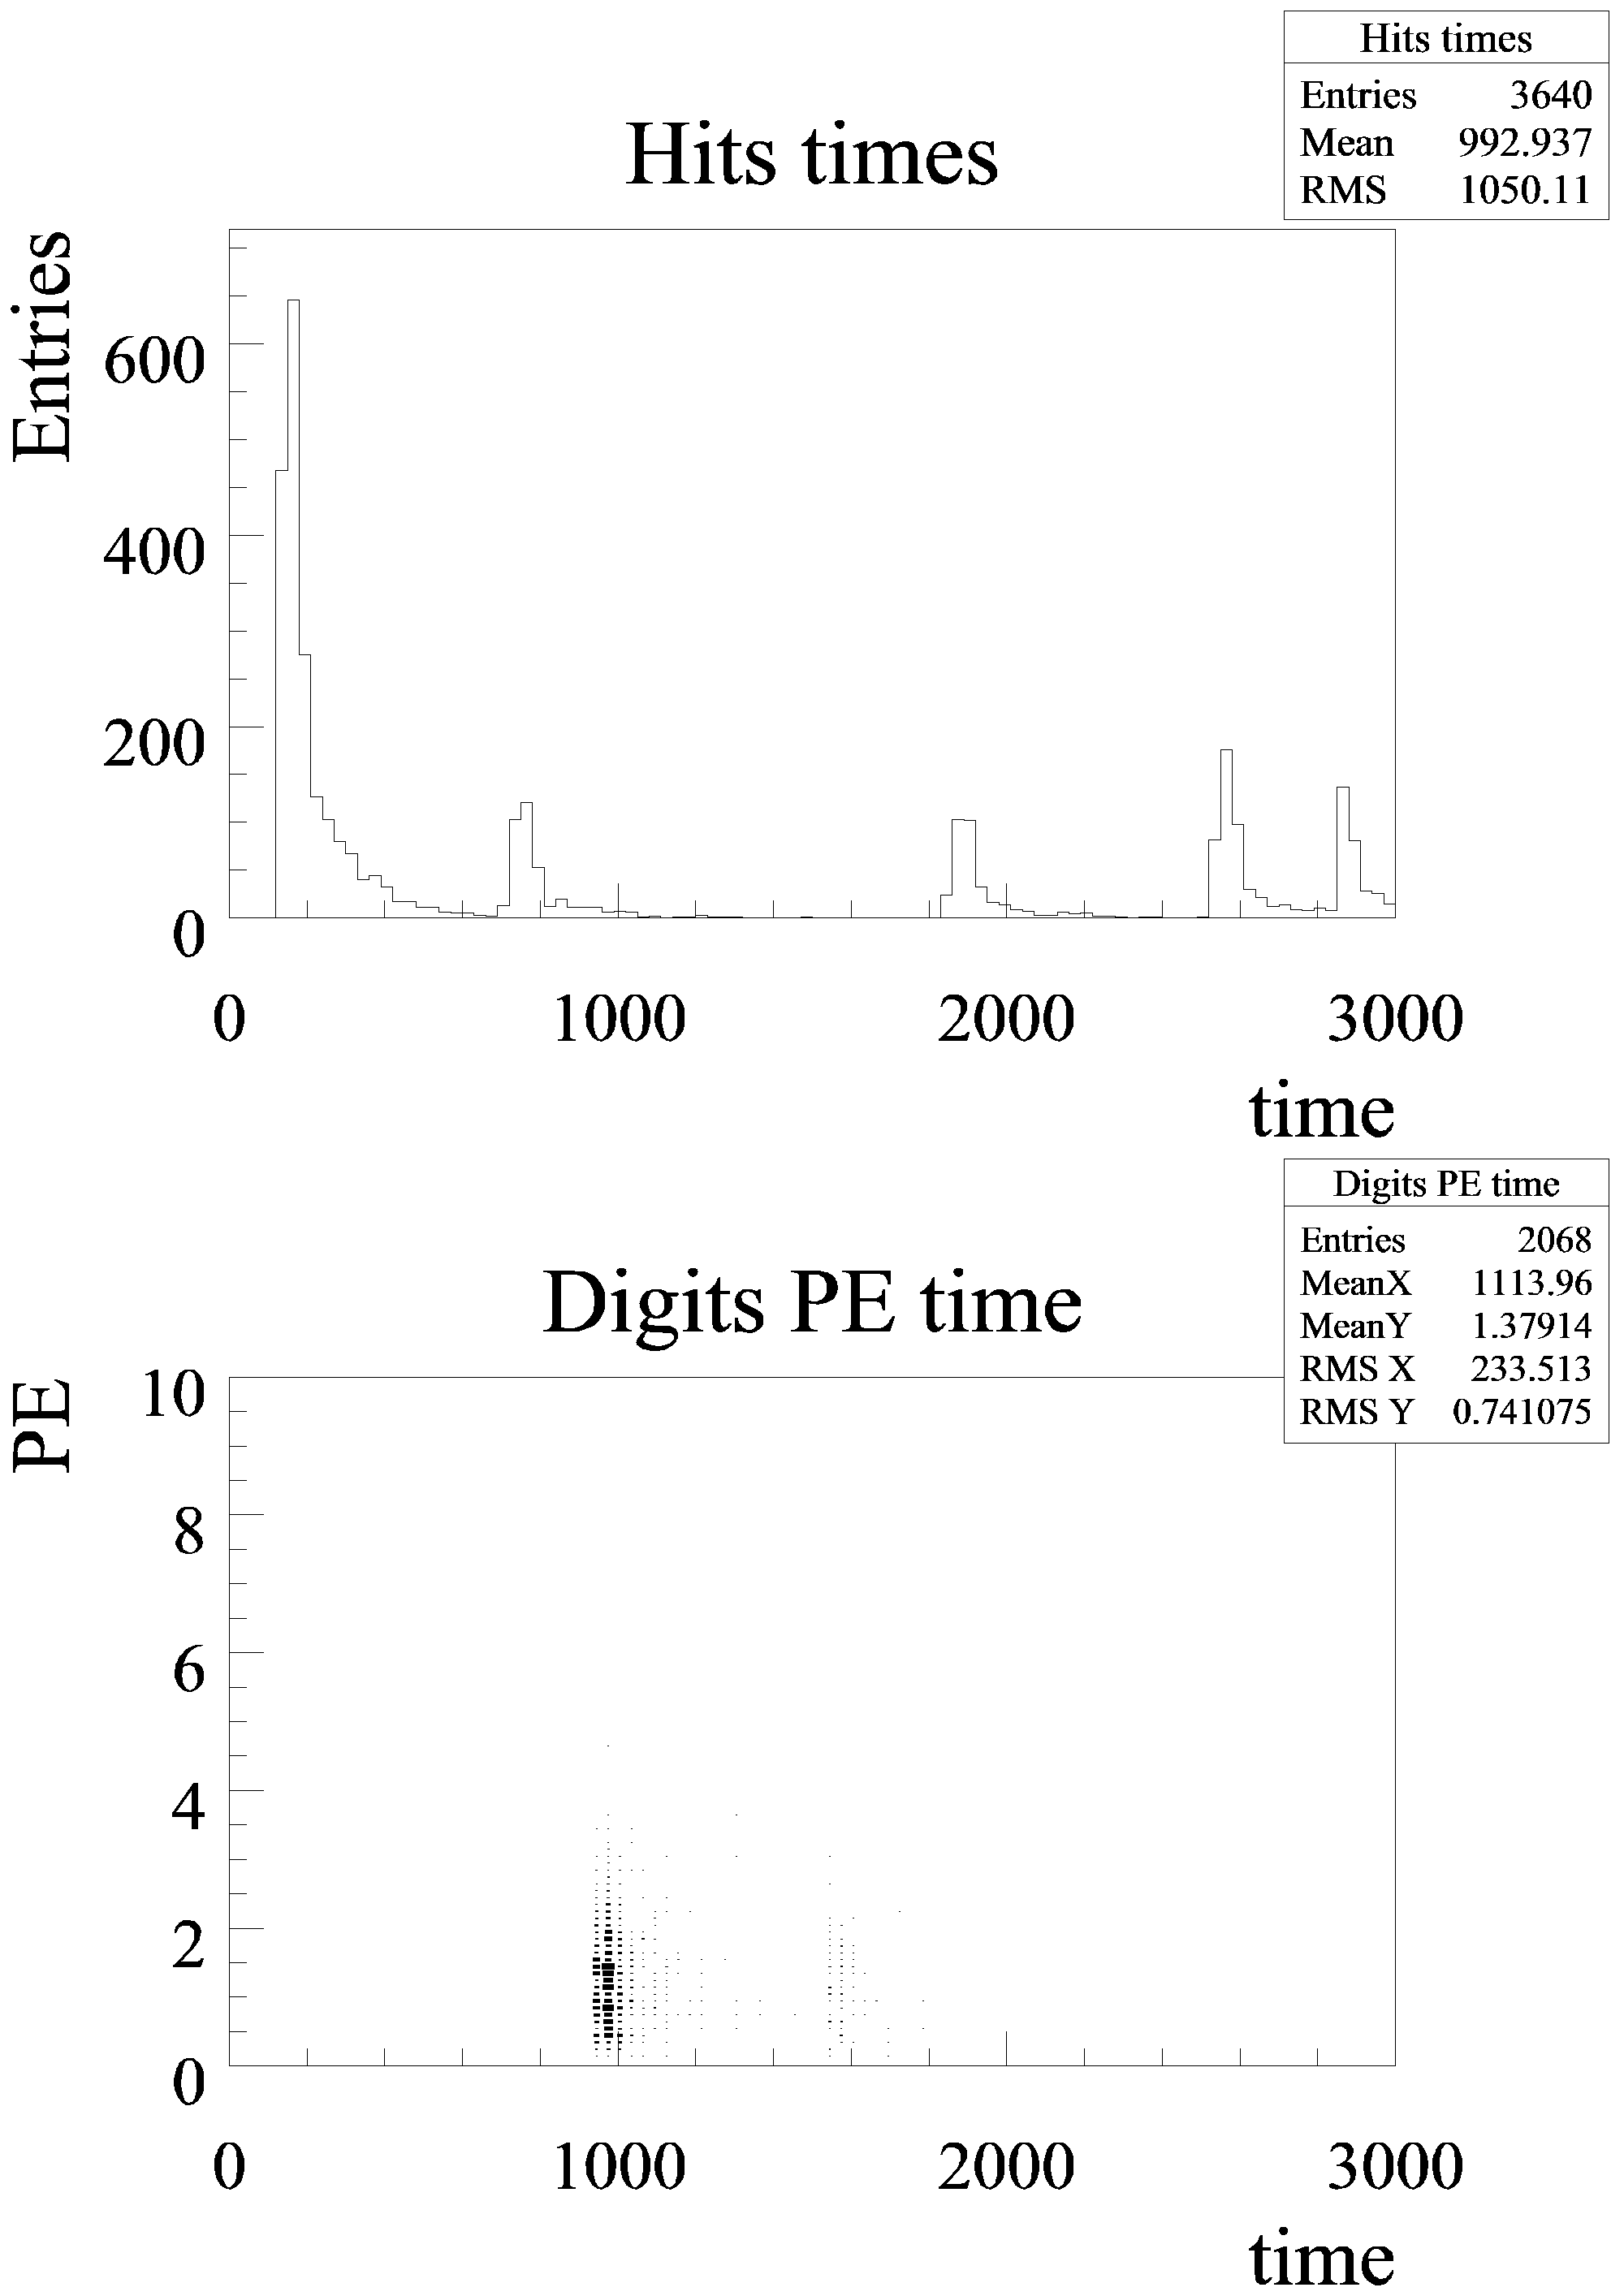 Hits times
Entries 3640
Mean 992.937
RMS 1050.11
Hits times
Entries
600
400
200
0
0 1000 2000 3000
time
Digits PE time
Entries 2068
MeanX 1113.96
MeanY 1.37914
RMS X 233.513
RMS Y 0.741075
Digits PE time
PE
10
8
6
4
2
0
0 1000 2000 3000
time